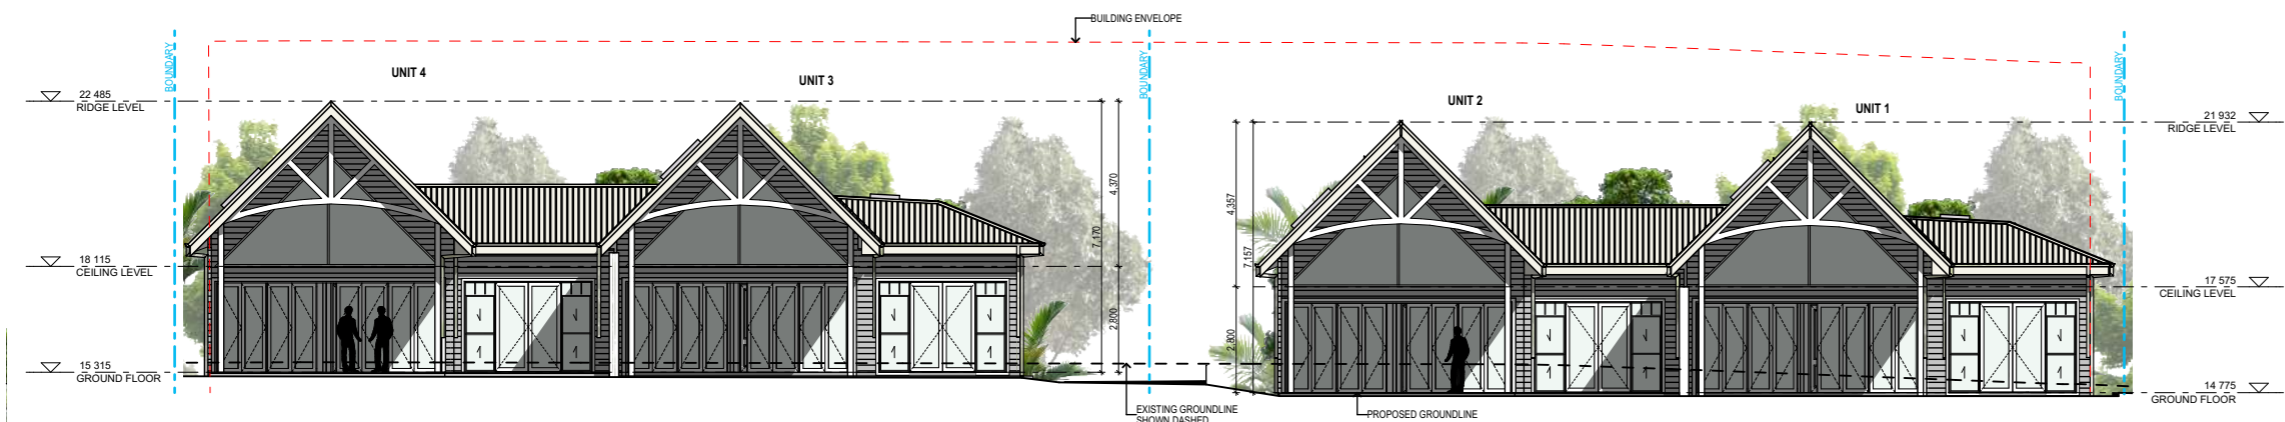 BUILDING ENVELOPE
BOUNDARY
BOUNDARY
BOUNDARY
UNIT 4
UNIT 3
UNIT 2
UNIT 1
22 485
RIDGE LEVEL
21 932
RIDGE LEVEL
4,370
7,170
2,800
4,357
7,157
2,800
18 115
CEILING LEVEL
17 575
CEILING LEVEL
15 315
GROUND FLOOR
14 775
GROUND FLOOR
EXISTING GROUNDLINE
SHOWN DASHED
PROPOSED GROUNDLINE